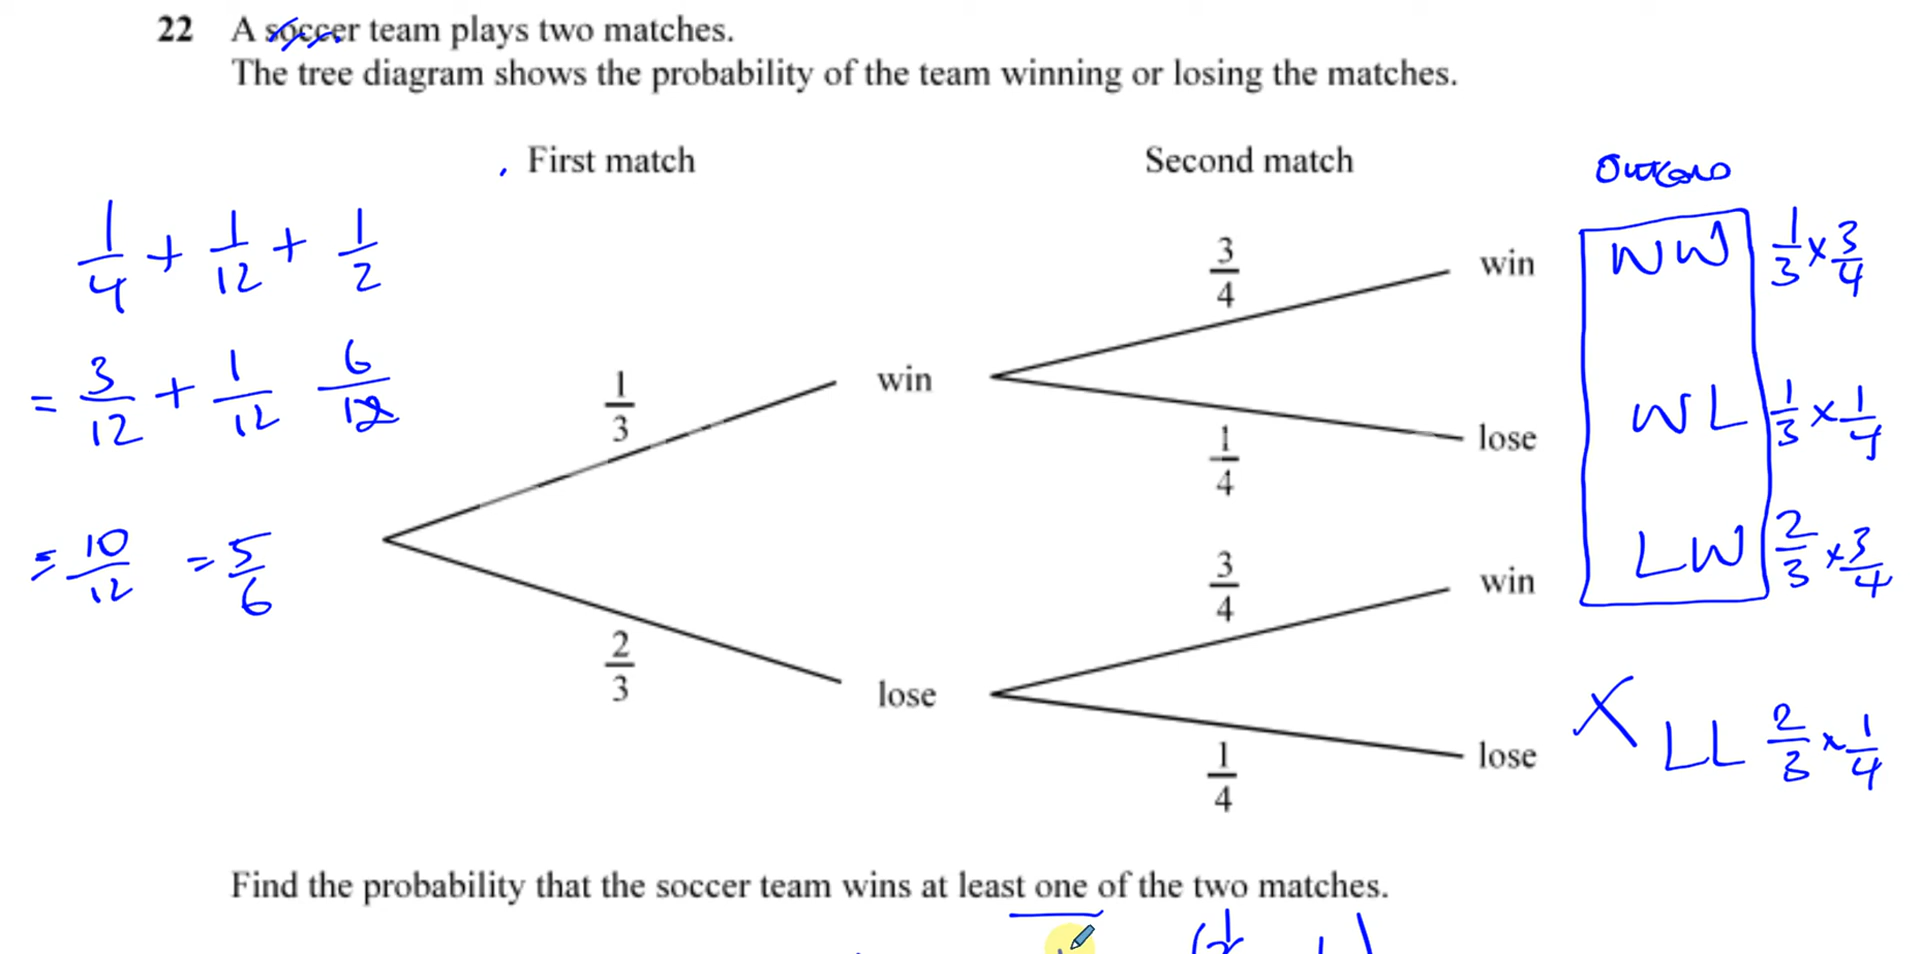 22 A soccer team plays two matches.
The tree diagram shows the probability of the team winning or losing the matches.
First match Second match
1/4 + 1/12 + 1/2
= 3/12 + 1/12 6/12
= 10/12 = 5/6
1/3 win
2/3 lose
3/4 win WW 1/3 × 3/4
1/4 lose WL 1/3 × 1/4
3/4 win LW 2/3 × 3/4
1/4 lose X LL 2/3 × 1/4
Find the probability that the soccer team wins at least one of the two matches.